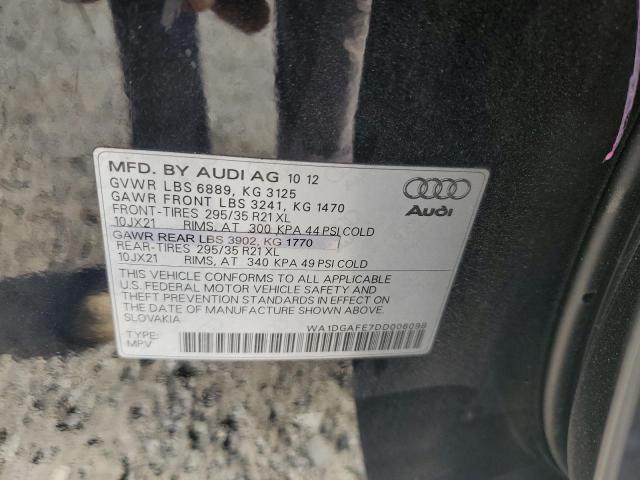 MFD. BY AUDI AG 10 12
GVWR LBS 6889, KG 3125
GAWR FRONT LBS 3241, KG 1470
FRONT-TIRES 295/35 R21 XL
10JX21 RIMS, AT 300 KPA 44 PSI COLD
GAWR REAR LBS 3902, KG 1770
REAR-TIRES 295/35 R21 XL
10JX21 RIMS, AT 340 KPA 49 PSI COLD
THIS VEHICLE CONFORMS TO ALL APPLICABLE
U.S. FEDERAL MOTOR VEHICLE SAFETY AND
THEFT PREVENTION STANDARDS IN EFFECT ON
THE DATE OF MANUFACTURE SHOWN ABOVE.
SLOVAKIA
TYPE:
MPV
WA1DGAFE7DD006098
Audi